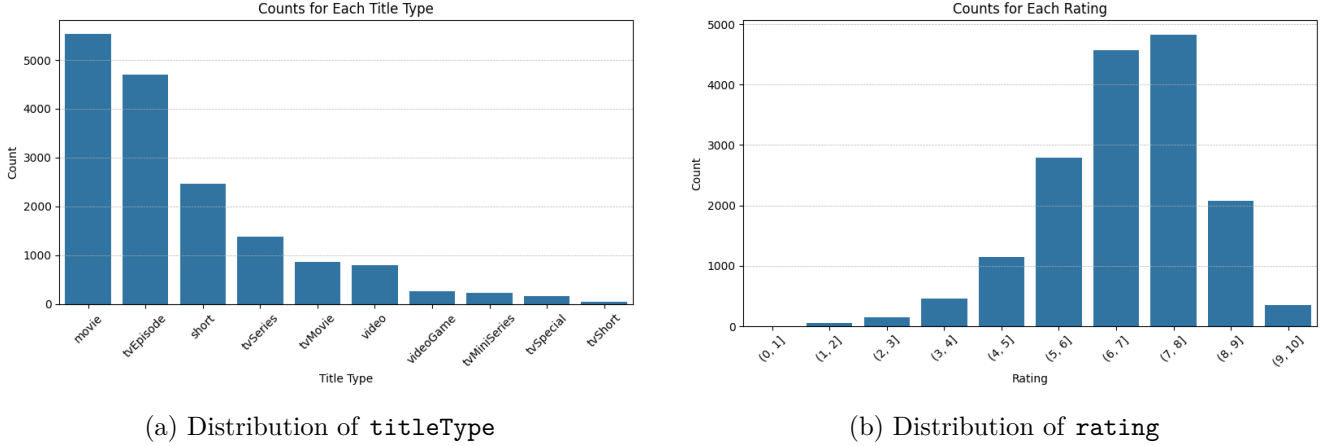 Counts for Each Title Type
Count
5000
4000
3000
2000
1000
0
movie
tvEpisode
short
tvSeries
tvMovie
video
videoGame
tvMiniSeries
tvSpecial
tvShort
Title Type
(a) Distribution of titleType
Counts for Each Rating
Count
5000
4000
3000
2000
1000
0
(0, 1]
(1, 2]
(2, 3]
(3, 4]
(4, 5]
(5, 6]
(6, 7]
(7, 8]
(8, 9]
(9, 10]
Rating
(b) Distribution of rating